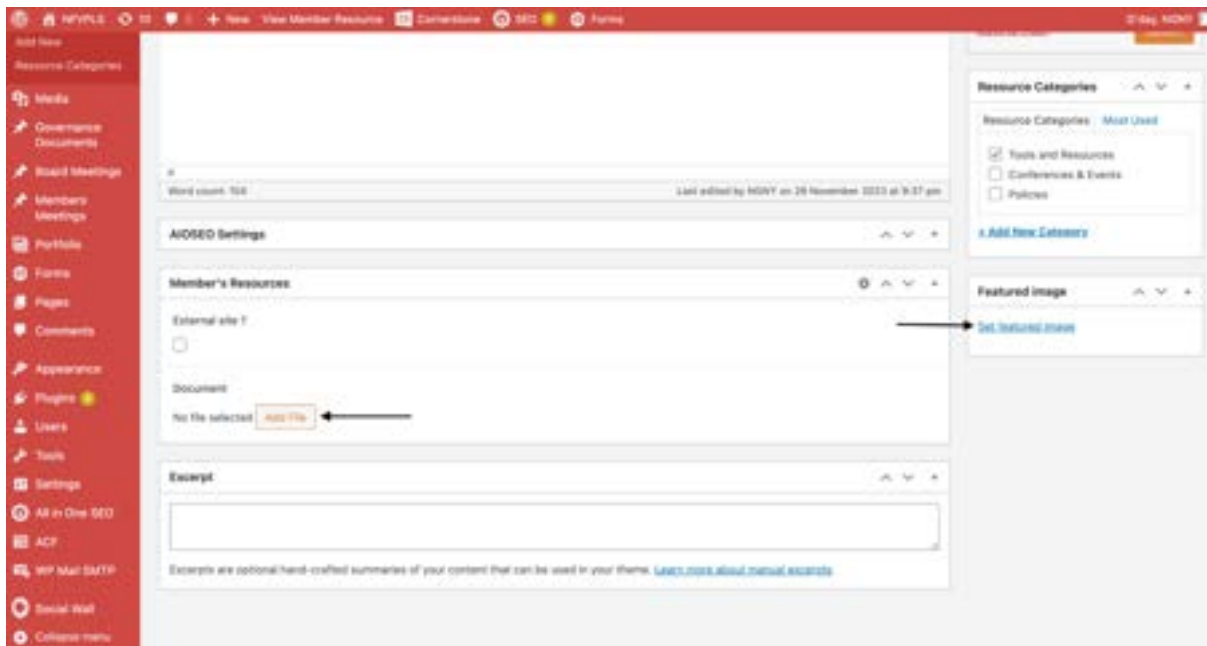 + New View Member Resource Cornerstone SEO Forms
Add New
Resource Categories
Media
Governance
Documents
Board Meetings
Members
Meetings
Portfolio
Forms
Pages
Comments
Appearance
Plugins
Users
Tools
Settings
All in One SEO
ACF
WP Mail SMTP
Social Wall
Collapse menu
Word count:
Last edited by NGNY on 29 November 2023 at 9:37 pm
AIOSEO Settings
Member's Resources
External site ?
Document
No file selected Add File
Excerpt
Excerpts are optional hand-crafted summaries of your content that can be used in your theme. Learn more about manual excerpts
Resource Categories
Resource Categories Most Used
Tools and Resources
Conferences & Events
Policies
+ Add New Category
Featured image
Set featured image